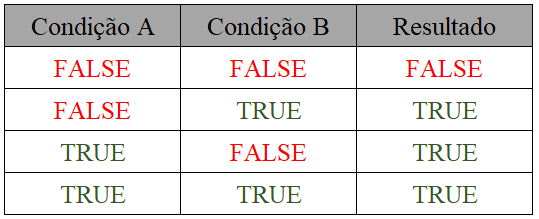 Condição A Condição B Resultado
FALSE FALSE FALSE
FALSE TRUE TRUE
TRUE FALSE TRUE
TRUE TRUE TRUE